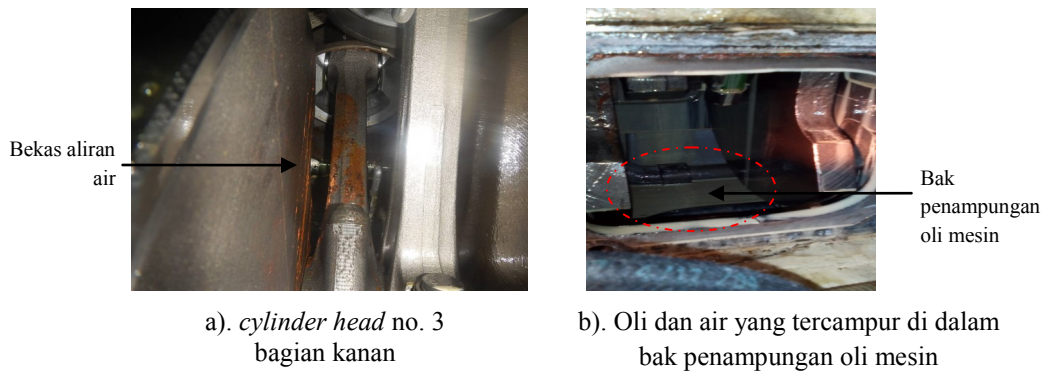 Bekas aliran
air
Bak
penampungan
oli mesin
a). cylinder head no. 3
bagian kanan
b). Oli dan air yang tercampur di dalam
bak penampungan oli mesin